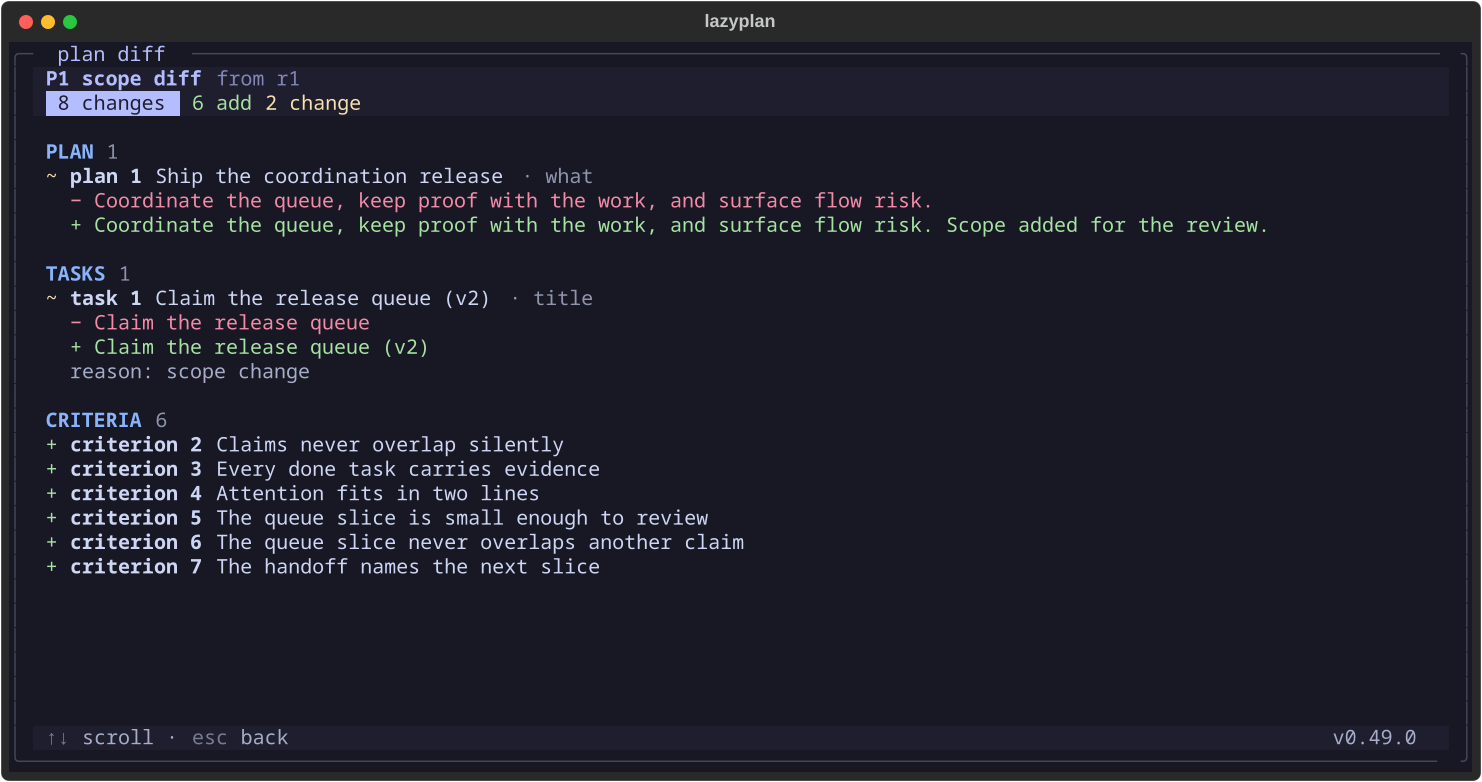 lazyplan
plan diff
P1 scope diff from r1
8 changes 6 add 2 change
PLAN 1
~ plan 1 Ship the coordination release · what
− Coordinate the queue, keep proof with the work, and surface flow risk.
+ Coordinate the queue, keep proof with the work, and surface flow risk. Scope added for the review.
TASKS 1
~ task 1 Claim the release queue (v2) · title
− Claim the release queue
+ Claim the release queue (v2)
reason: scope change
CRITERIA 6
+ criterion 2 Claims never overlap silently
+ criterion 3 Every done task carries evidence
+ criterion 4 Attention fits in two lines
+ criterion 5 The queue slice is small enough to review
+ criterion 6 The queue slice never overlaps another claim
+ criterion 7 The handoff names the next slice
↑↓ scroll · esc back v0.49.0